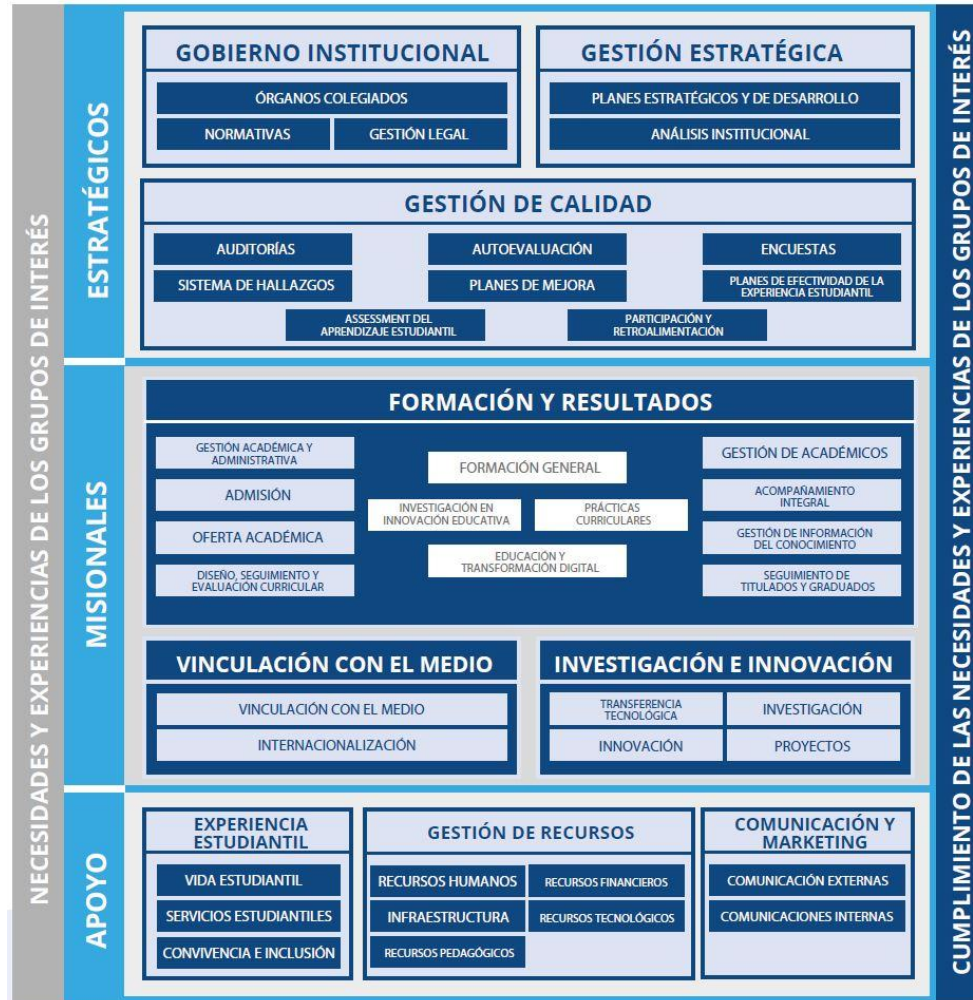 NECESIDADES Y EXPERIENCIAS DE LOS GRUPOS DE INTERÉS
ESTRATÉGICOS
GOBIERNO INSTITUCIONAL
ÓRGANOS COLEGIADOS
NORMATIVAS
GESTIÓN LEGAL
GESTIÓN ESTRATÉGICA
PLANES ESTRATÉGICOS Y DE DESARROLLO
ANÁLISIS INSTITUCIONAL
GESTIÓN DE CALIDAD
AUDITORÍAS
AUTOEVALUACIÓN
ENCUESTAS
SISTEMA DE HALLAZGOS
PLANES DE MEJORA
PLANES DE EFECTIVIDAD DE LA
EXPERIENCIA ESTUDIANTIL
ASSESSMENT DEL
APRENDIZAJE ESTUDIANTIL
PARTICIPACIÓN Y
RETROALIMENTACIÓN
MISIONALES
FORMACIÓN Y RESULTADOS
GESTIÓN ACADÉMICA Y
ADMINISTRATIVA
ADMISIÓN
OFERTA ACADÉMICA
DISEÑO, SEGUIMIENTO Y
EVALUACIÓN CURRICULAR
FORMACIÓN GENERAL
INVESTIGACIÓN EN
INNOVACIÓN EDUCATIVA
PRÁCTICAS
CURRICULARES
EDUCACIÓN Y
TRANSFORMACIÓN DIGITAL
GESTIÓN DE ACADÉMICOS
ACOMPAÑAMIENTO
INTEGRAL
GESTIÓN DE INFORMACIÓN
DEL CONOCIMIENTO
SEGUIMIENTO DE
TITULADOS Y GRADUADOS
VINCULACIÓN CON EL MEDIO
VINCULACIÓN CON EL MEDIO
INTERNACIONALIZACIÓN
INVESTIGACIÓN E INNOVACIÓN
TRANSFERENCIA
TECNOLÓGICA
INVESTIGACIÓN
INNOVACIÓN
PROYECTOS
APOYO
EXPERIENCIA
ESTUDIANTIL
VIDA ESTUDIANTIL
SERVICIOS ESTUDIANTILES
CONVIVENCIA E INCLUSIÓN
GESTIÓN DE RECURSOS
RECURSOS HUMANOS
RECURSOS FINANCIEROS
INFRAESTRUCTURA
RECURSOS TECNOLÓGICOS
RECURSOS PEDAGÓGICOS
COMUNICACIÓN Y
MARKETING
COMUNICACIÓN EXTERNAS
COMUNICACIONES INTERNAS
CUMPLIMIENTO DE LAS NECESIDADES Y EXPERIENCIAS DE LOS GRUPOS DE INTERÉS